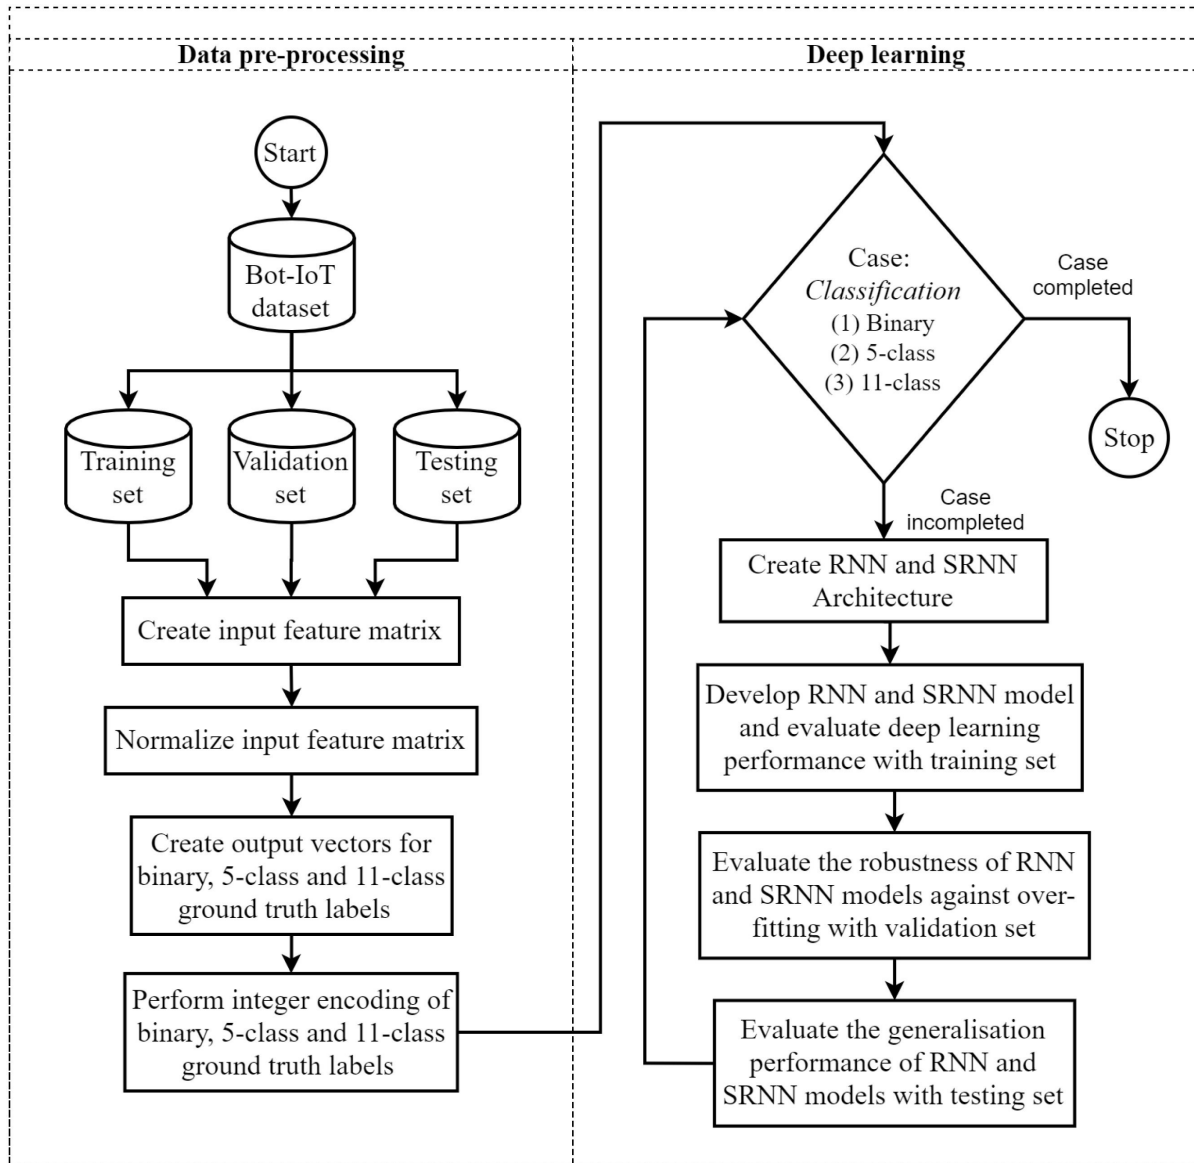 Data pre-processing
Start
Bot-IoT
dataset
Training
set
Validation
set
Testing
set
Create input feature matrix
Normalize input feature matrix
Create output vectors for
binary, 5-class and 11-class
ground truth labels
Perform integer encoding of
binary, 5-class and 11-class
ground truth labels
Deep learning
Case:
Classification
(1) Binary
(2) 5-class
(3) 11-class
Case
completed
Stop
Case
incompleted
Create RNN and SRNN
Architecture
Develop RNN and SRNN model
and evaluate deep learning
performance with training set
Evaluate the robustness of RNN
and SRNN models against over-
fitting with validation set
Evaluate the generalisation
performance of RNN and
SRNN models with testing set